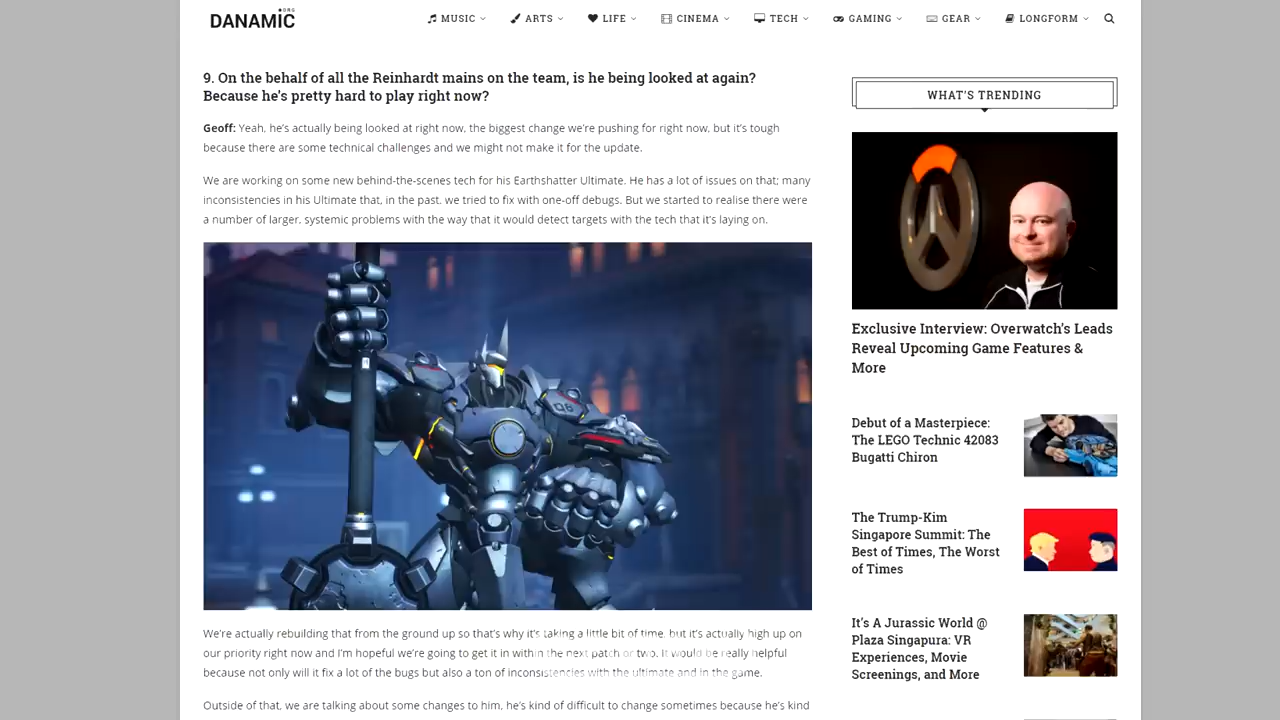 DANAMIC
.ORG
MUSIC
ARTS
LIFE
CINEMA
TECH
GAMING
GEAR
LONGFORM
9. On the behalf of all the Reinhardt mains on the team, is he being looked at again?
Because he's pretty hard to play right now?
Geoff: Yeah, he's actually being looked at right now, the biggest change we're pushing for right now, but it's tough
because there are some technical challenges and we might not make it for the update.
We are working on some new behind-the-scenes tech for his Earthshatter Ultimate. He has a lot of issues on that; many
inconsistencies in his Ultimate that, in the past, we tried to fix with one-off debugs. But we started to realise there were
a number of larger, systemic problems with the way that it would detect targets with the tech that it's laying on.
We're actually rebuilding that from the ground up so that's why it's taking a little bit of time, but it's actually high up on
our priority right now and I'm hopeful we're going to get it in within the next patch or two. It would be really helpful
because not only will it fix a lot of the bugs but also a ton of inconsistencies with the ultimate and in the game.
Outside of that, we are talking about some changes to him, he's kind of difficult to change sometimes because he's kind
WHAT'S TRENDING
Exclusive Interview: Overwatch's Leads
Reveal Upcoming Game Features &
More
Debut of a Masterpiece:
The LEGO Technic 42083
Bugatti Chiron
The Trump-Kim
Singapore Summit: The
Best of Times, The Worst
of Times
It's A Jurassic World @
Plaza Singapura: VR
Experiences, Movie
Screenings, and More